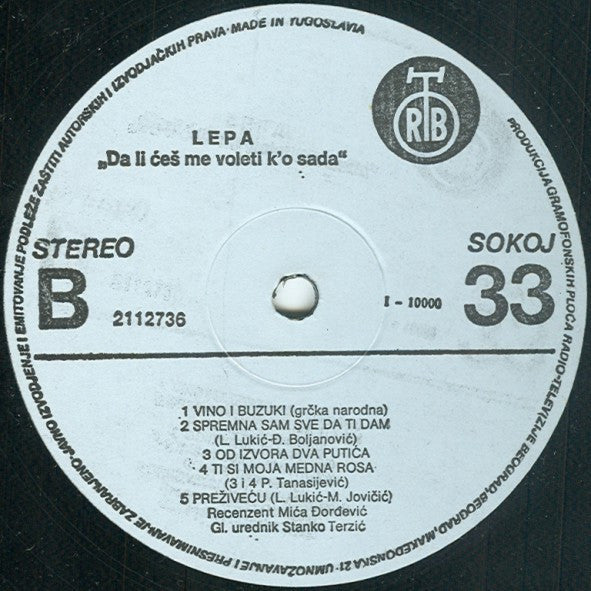 JAVNO IZVODJENJE I EMITOVANJE PODLEŽE ZAŠTITI AUTORSKIH I IZVODJAČKIH PRAVA · MADE IN YUGOSLAVIA
PRODUKCIJA GRAMOFONSKIH PLOČA RADIO-TELEVIZIJE BEOGRAD, BEOGRAD, MAKEDONSKA 21 · UMNOŽAVANJE I PRESNIMAVANJE ZABRANJENO ·
RTB
LEPA
„Da li ćeš me voleti k'o sada“
STEREO
SOKOJ
B
2112736
I - 10000
33
1 VINO I BUZUKI (grčka narodna)
2 SPREMNA SAM SVE DA TI DAM
(L. Lukić-Đ. Boljanović)
3 OD IZVORA DVA PUTIĆA
4 TI SI MOJA MEDNA ROSA
(3 i 4 P. Tanasijević)
5 PREŽIVEĆU (L. Lukić-M. Jovičić)
Recenzent Mića Đorđević
Gl. urednik Stanko Terzić